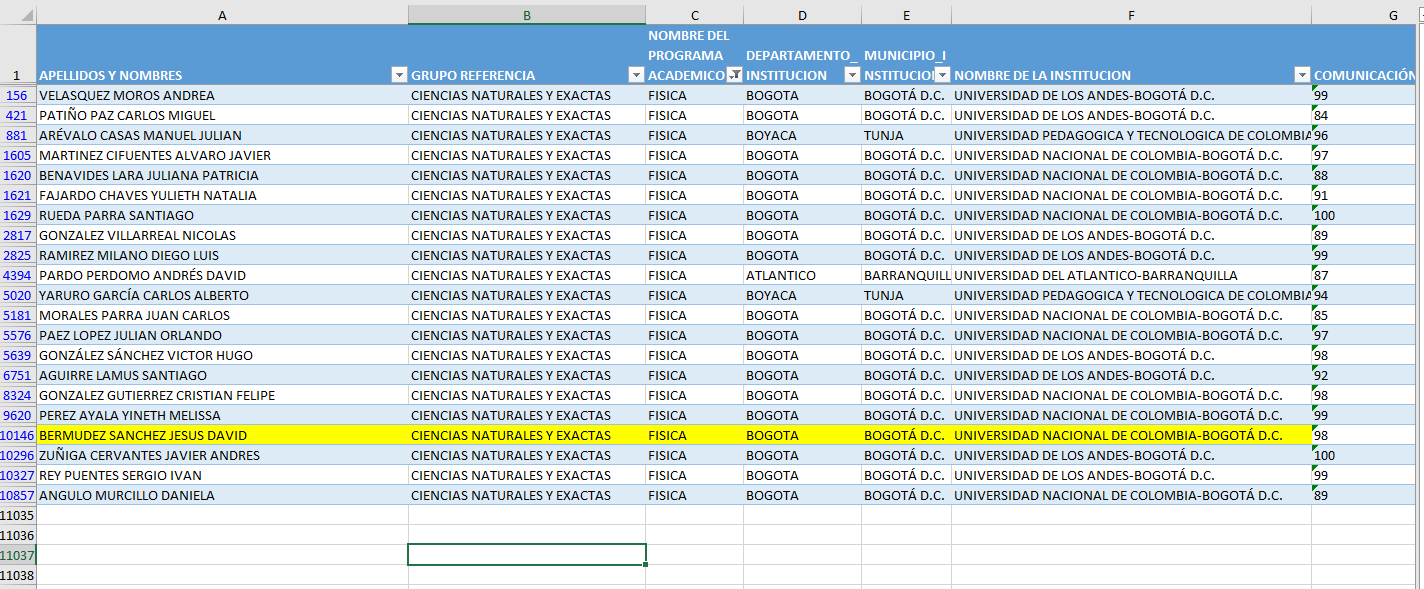 A B C D E F G
1 APELLIDOS Y NOMBRES GRUPO REFERENCIA NOMBRE DEL PROGRAMA ACADEMICO DEPARTAMENTO_INSTITUCION MUNICIPIO_INSTITUCIO NOMBRE DE LA INSTITUCION COMUNICACIÓN
156 VELASQUEZ MOROS ANDREA CIENCIAS NATURALES Y EXACTAS FISICA BOGOTA BOGOTÁ D.C. UNIVERSIDAD DE LOS ANDES-BOGOTÁ D.C. 99
421 PATIÑO PAZ CARLOS MIGUEL CIENCIAS NATURALES Y EXACTAS FISICA BOGOTA BOGOTÁ D.C. UNIVERSIDAD DE LOS ANDES-BOGOTÁ D.C. 84
881 ARÉVALO CASAS MANUEL JULIAN CIENCIAS NATURALES Y EXACTAS FISICA BOYACA TUNJA UNIVERSIDAD PEDAGOGICA Y TECNOLOGICA DE COLOMBIA 96
1605 MARTINEZ CIFUENTES ALVARO JAVIER CIENCIAS NATURALES Y EXACTAS FISICA BOGOTA BOGOTÁ D.C. UNIVERSIDAD NACIONAL DE COLOMBIA-BOGOTÁ D.C. 97
1620 BENAVIDES LARA JULIANA PATRICIA CIENCIAS NATURALES Y EXACTAS FISICA BOGOTA BOGOTÁ D.C. UNIVERSIDAD NACIONAL DE COLOMBIA-BOGOTÁ D.C. 88
1621 FAJARDO CHAVES YULIETH NATALIA CIENCIAS NATURALES Y EXACTAS FISICA BOGOTA BOGOTÁ D.C. UNIVERSIDAD NACIONAL DE COLOMBIA-BOGOTÁ D.C. 91
1629 RUEDA PARRA SANTIAGO CIENCIAS NATURALES Y EXACTAS FISICA BOGOTA BOGOTÁ D.C. UNIVERSIDAD NACIONAL DE COLOMBIA-BOGOTÁ D.C. 100
2817 GONZALEZ VILLARREAL NICOLAS CIENCIAS NATURALES Y EXACTAS FISICA BOGOTA BOGOTÁ D.C. UNIVERSIDAD DE LOS ANDES-BOGOTÁ D.C. 89
2825 RAMIREZ MILANO DIEGO LUIS CIENCIAS NATURALES Y EXACTAS FISICA BOGOTA BOGOTÁ D.C. UNIVERSIDAD DE LOS ANDES-BOGOTÁ D.C. 99
4394 PARDO PERDOMO ANDRÉS DAVID CIENCIAS NATURALES Y EXACTAS FISICA ATLANTICO BARRANQUILL UNIVERSIDAD DEL ATLANTICO-BARRANQUILLA 87
5020 YARURO GARCÍA CARLOS ALBERTO CIENCIAS NATURALES Y EXACTAS FISICA BOYACA TUNJA UNIVERSIDAD PEDAGOGICA Y TECNOLOGICA DE COLOMBIA 94
5181 MORALES PARRA JUAN CARLOS CIENCIAS NATURALES Y EXACTAS FISICA BOGOTA BOGOTÁ D.C. UNIVERSIDAD NACIONAL DE COLOMBIA-BOGOTÁ D.C. 85
5576 PAEZ LOPEZ JULIAN ORLANDO CIENCIAS NATURALES Y EXACTAS FISICA BOGOTA BOGOTÁ D.C. UNIVERSIDAD NACIONAL DE COLOMBIA-BOGOTÁ D.C. 97
5639 GONZÁLEZ SÁNCHEZ VICTOR HUGO CIENCIAS NATURALES Y EXACTAS FISICA BOGOTA BOGOTÁ D.C. UNIVERSIDAD DE LOS ANDES-BOGOTÁ D.C. 98
6751 AGUIRRE LAMUS SANTIAGO CIENCIAS NATURALES Y EXACTAS FISICA BOGOTA BOGOTÁ D.C. UNIVERSIDAD DE LOS ANDES-BOGOTÁ D.C. 92
8324 GONZALEZ GUTIERREZ CRISTIAN FELIPE CIENCIAS NATURALES Y EXACTAS FISICA BOGOTA BOGOTÁ D.C. UNIVERSIDAD NACIONAL DE COLOMBIA-BOGOTÁ D.C. 98
9620 PEREZ AYALA YINETH MELISSA CIENCIAS NATURALES Y EXACTAS FISICA BOGOTA BOGOTÁ D.C. UNIVERSIDAD NACIONAL DE COLOMBIA-BOGOTÁ D.C. 99
10146 BERMUDEZ SANCHEZ JESUS DAVID CIENCIAS NATURALES Y EXACTAS FISICA BOGOTA BOGOTÁ D.C. UNIVERSIDAD NACIONAL DE COLOMBIA-BOGOTÁ D.C. 98
10296 ZUÑIGA CERVANTES JAVIER ANDRES CIENCIAS NATURALES Y EXACTAS FISICA BOGOTA BOGOTÁ D.C. UNIVERSIDAD NACIONAL DE COLOMBIA-BOGOTÁ D.C. 100
10327 REY PUENTES SERGIO IVAN CIENCIAS NATURALES Y EXACTAS FISICA BOGOTA BOGOTÁ D.C. UNIVERSIDAD NACIONAL DE COLOMBIA-BOGOTÁ D.C. 99
10857 ANGULO MURCILLO DANIELA CIENCIAS NATURALES Y EXACTAS FISICA BOGOTA BOGOTÁ D.C. UNIVERSIDAD NACIONAL DE COLOMBIA-BOGOTÁ D.C. 89
11035
11036
11037
11038